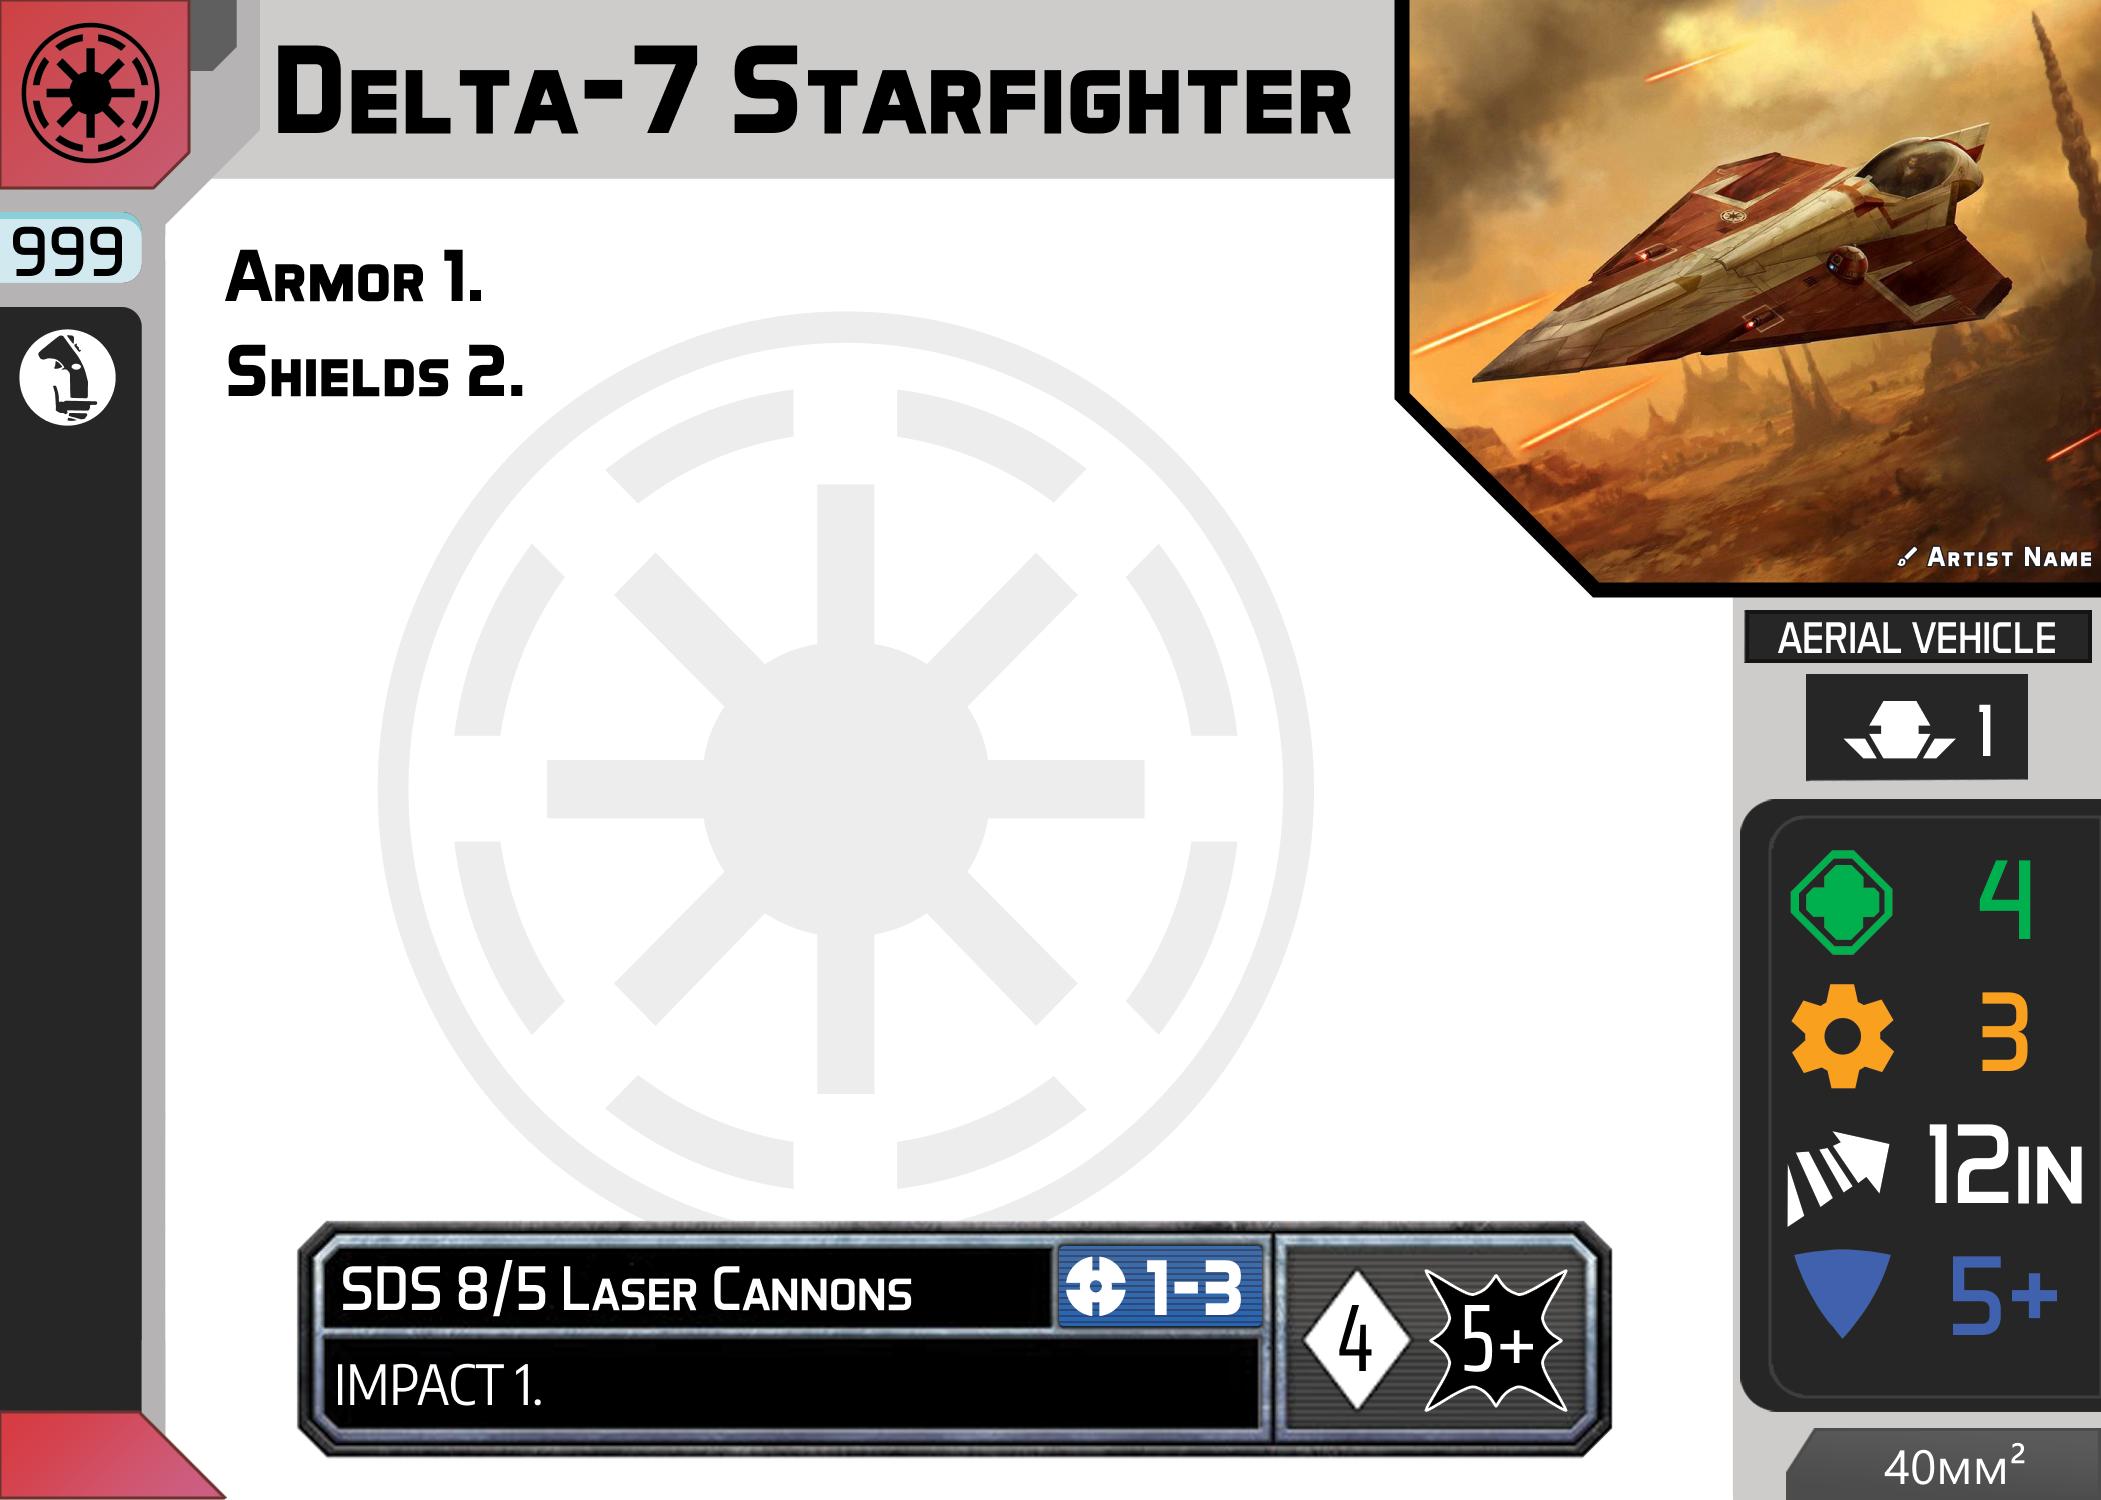 Delta-7 Starfighter
999
Armor 1.
Shields 2.
Artist Name
AERIAL VEHICLE
1
4
3
12in
5+
SDS 8/5 Laser Cannons
1-3
4
5+
IMPACT 1.
40mm²